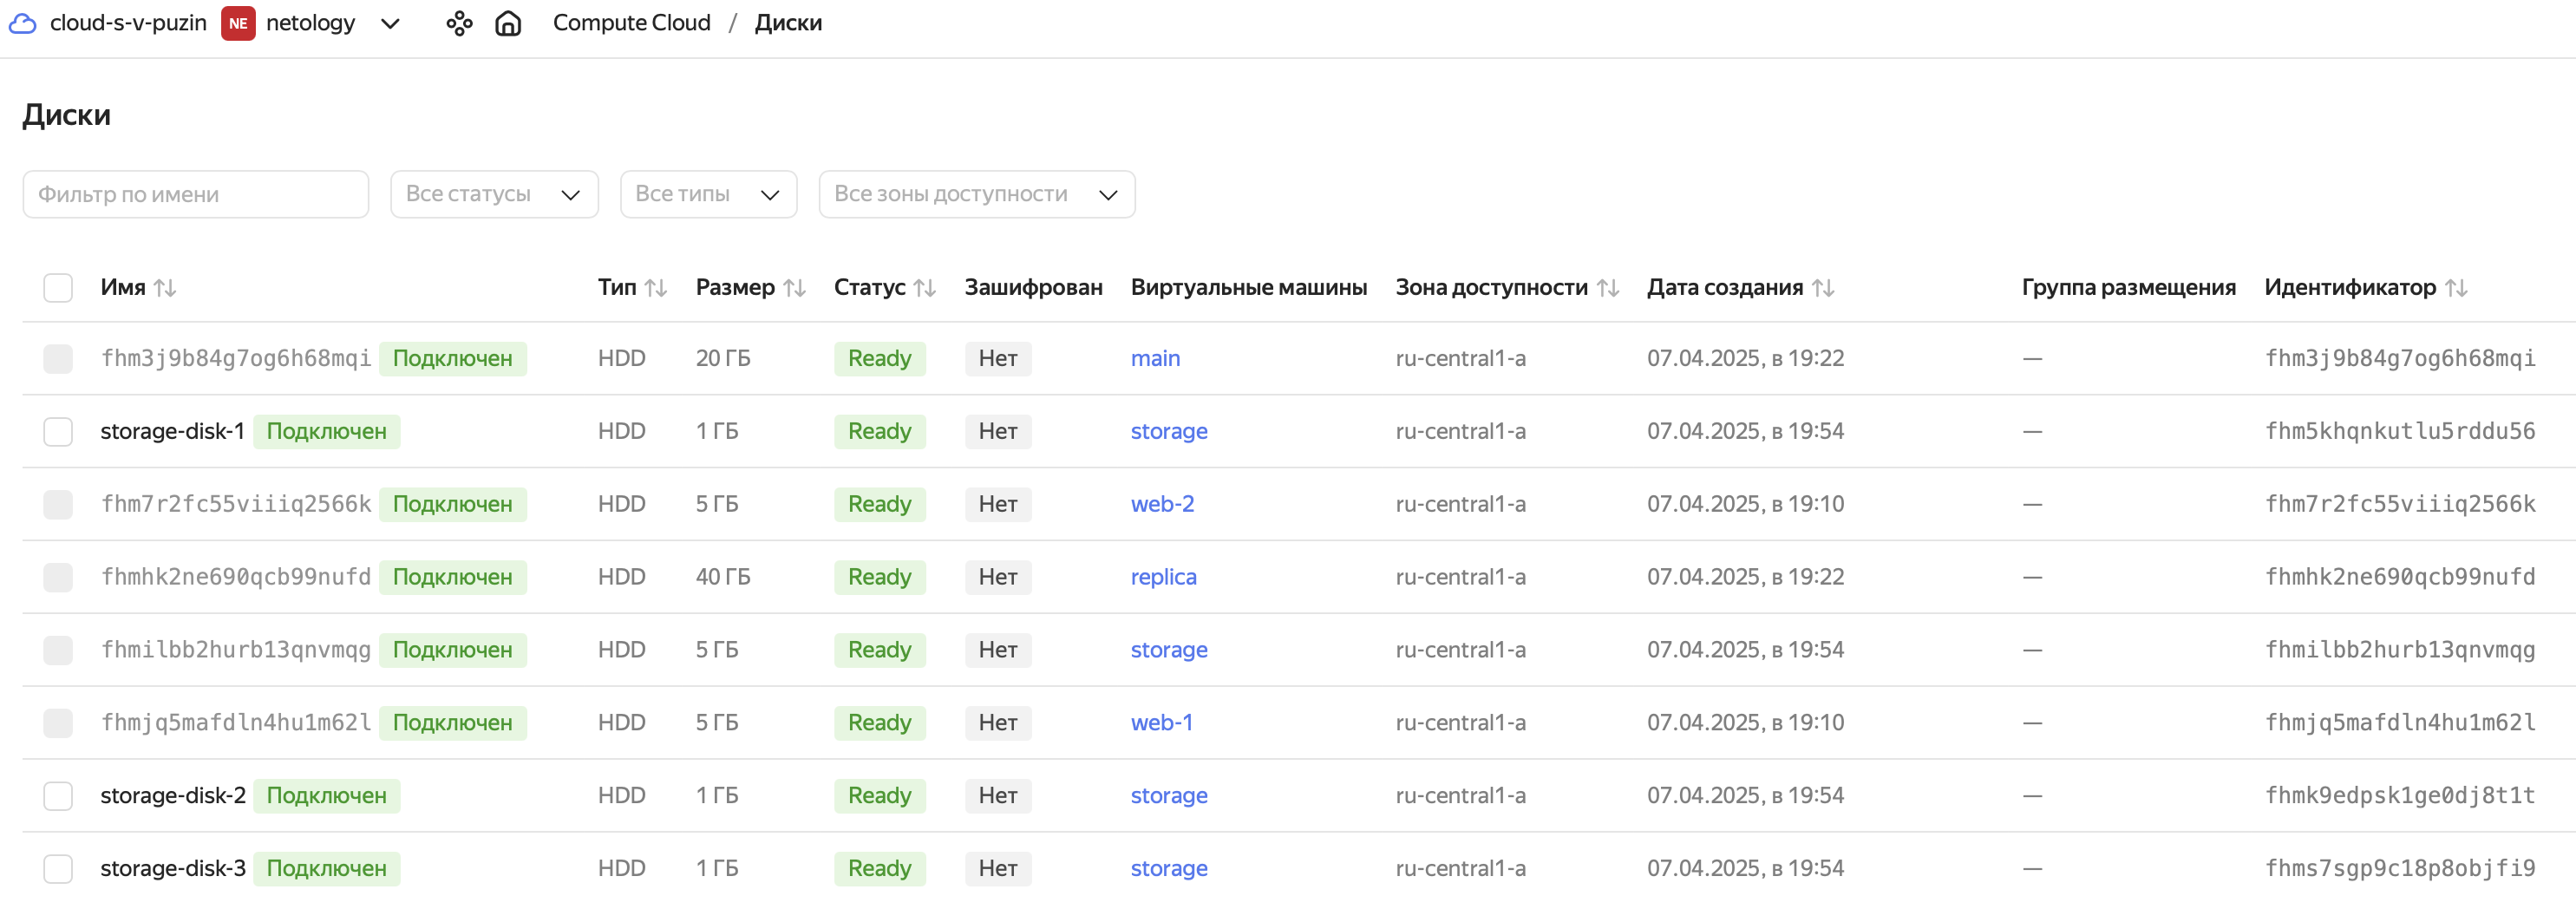 cloud-s-v-puzin NE netology Compute Cloud / Диски
Диски
Фильтр по имени Все статусы Все типы Все зоны доступности
Имя Тип Размер Статус Зашифрован Виртуальные машины Зона доступности Дата создания Группа размещения Идентификатор
fhm3j9b84g7og6h68mqi Подключен HDD 20 ГБ Ready Нет main ru-central1-a 07.04.2025, в 19:22 — fhm3j9b84g7og6h68mqi
storage-disk-1 Подключен HDD 1 ГБ Ready Нет storage ru-central1-a 07.04.2025, в 19:54 — fhm5khqnkutlu5rddu56
fhm7r2fc55viiiq2566k Подключен HDD 5 ГБ Ready Нет web-2 ru-central1-a 07.04.2025, в 19:10 — fhm7r2fc55viiiq2566k
fhmhk2ne690qcb99nufd Подключен HDD 40 ГБ Ready Нет replica ru-central1-a 07.04.2025, в 19:22 — fhmhk2ne690qcb99nufd
fhmilbb2hurb13qnvmqg Подключен HDD 5 ГБ Ready Нет storage ru-central1-a 07.04.2025, в 19:54 — fhmilbb2hurb13qnvmqg
fhmjq5mafdln4hu1m62l Подключен HDD 5 ГБ Ready Нет web-1 ru-central1-a 07.04.2025, в 19:10 — fhmjq5mafdln4hu1m62l
storage-disk-2 Подключен HDD 1 ГБ Ready Нет storage ru-central1-a 07.04.2025, в 19:54 — fhmk9edpsk1ge0dj8t1t
storage-disk-3 Подключен HDD 1 ГБ Ready Нет storage ru-central1-a 07.04.2025, в 19:54 — fhms7sgp9c18p8objfi9